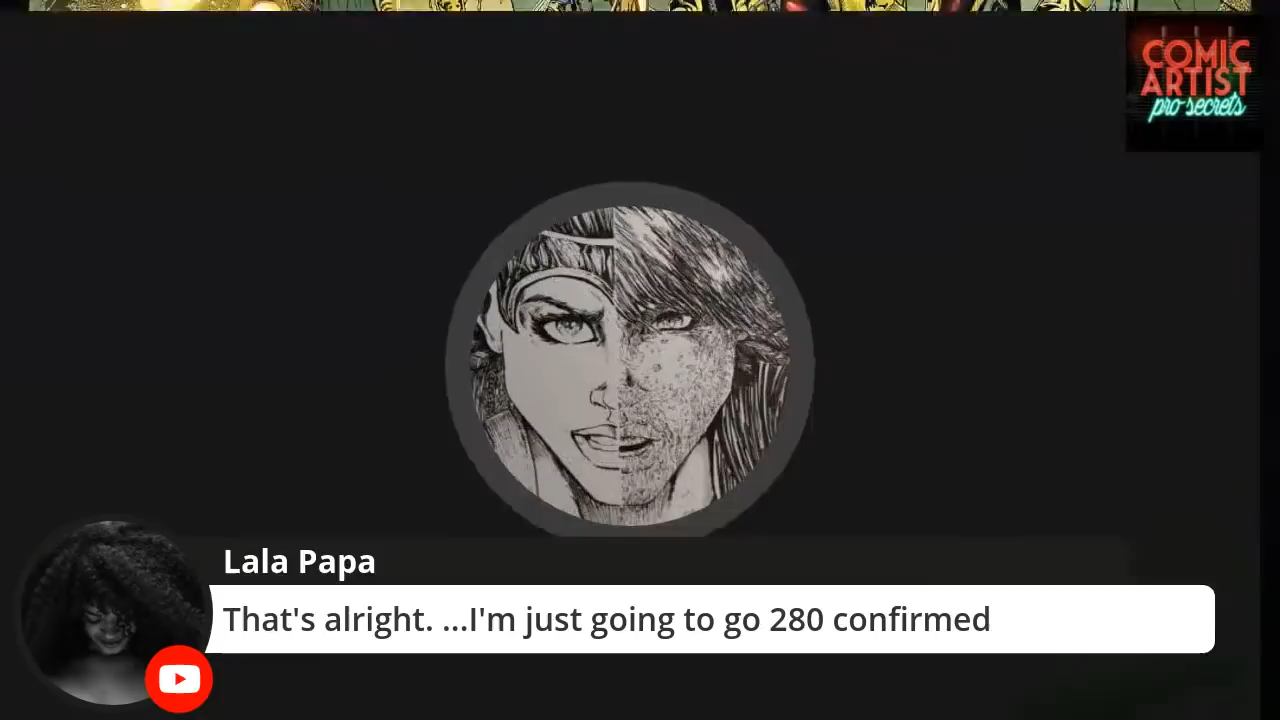 COMIC
ARTIST
pro secrets
Lala Papa
That's alright. ...I'm just going to go 280 confirmed